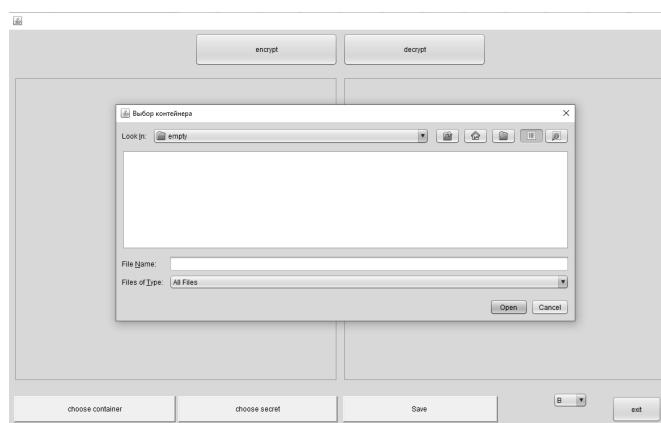 encrypt
decrypt
Выбор контейнера
Look In:
empty
File Name:
Files of Type:
All Files
Open
Cancel
choose container
choose secret
Save
B
exit